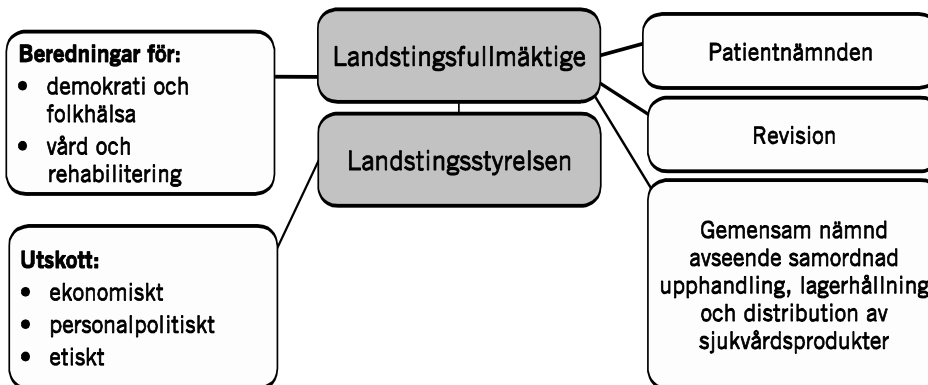 Beredningar för:
• demokrati och
folkhälsa
• vård och
rehabilitering
Landstingsfullmäktige
Landstingsstyrelsen
Patientnämnden
Revision
Utskott:
• ekonomiskt
• personalpolitiskt
• etiskt
Gemensam nämnd
avseende samordnad
upphandling, lagerhållning
och distribution av
sjukvårdsprodukter